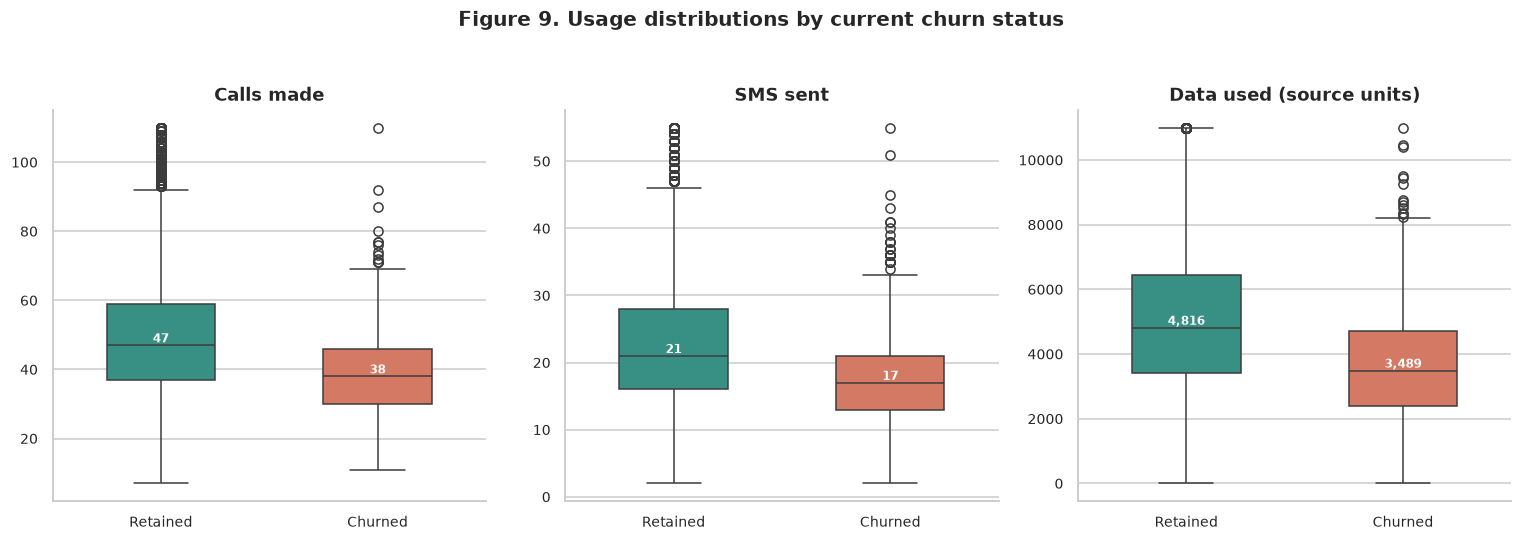 Figure 9. Usage distributions by current churn status
Calls made
100
80
60
40
20
47
38
Retained
Churned
SMS sent
50
40
30
20
10
0
21
17
Retained
Churned
Data used (source units)
10000
8000
6000
4000
2000
0
4,816
3,489
Retained
Churned